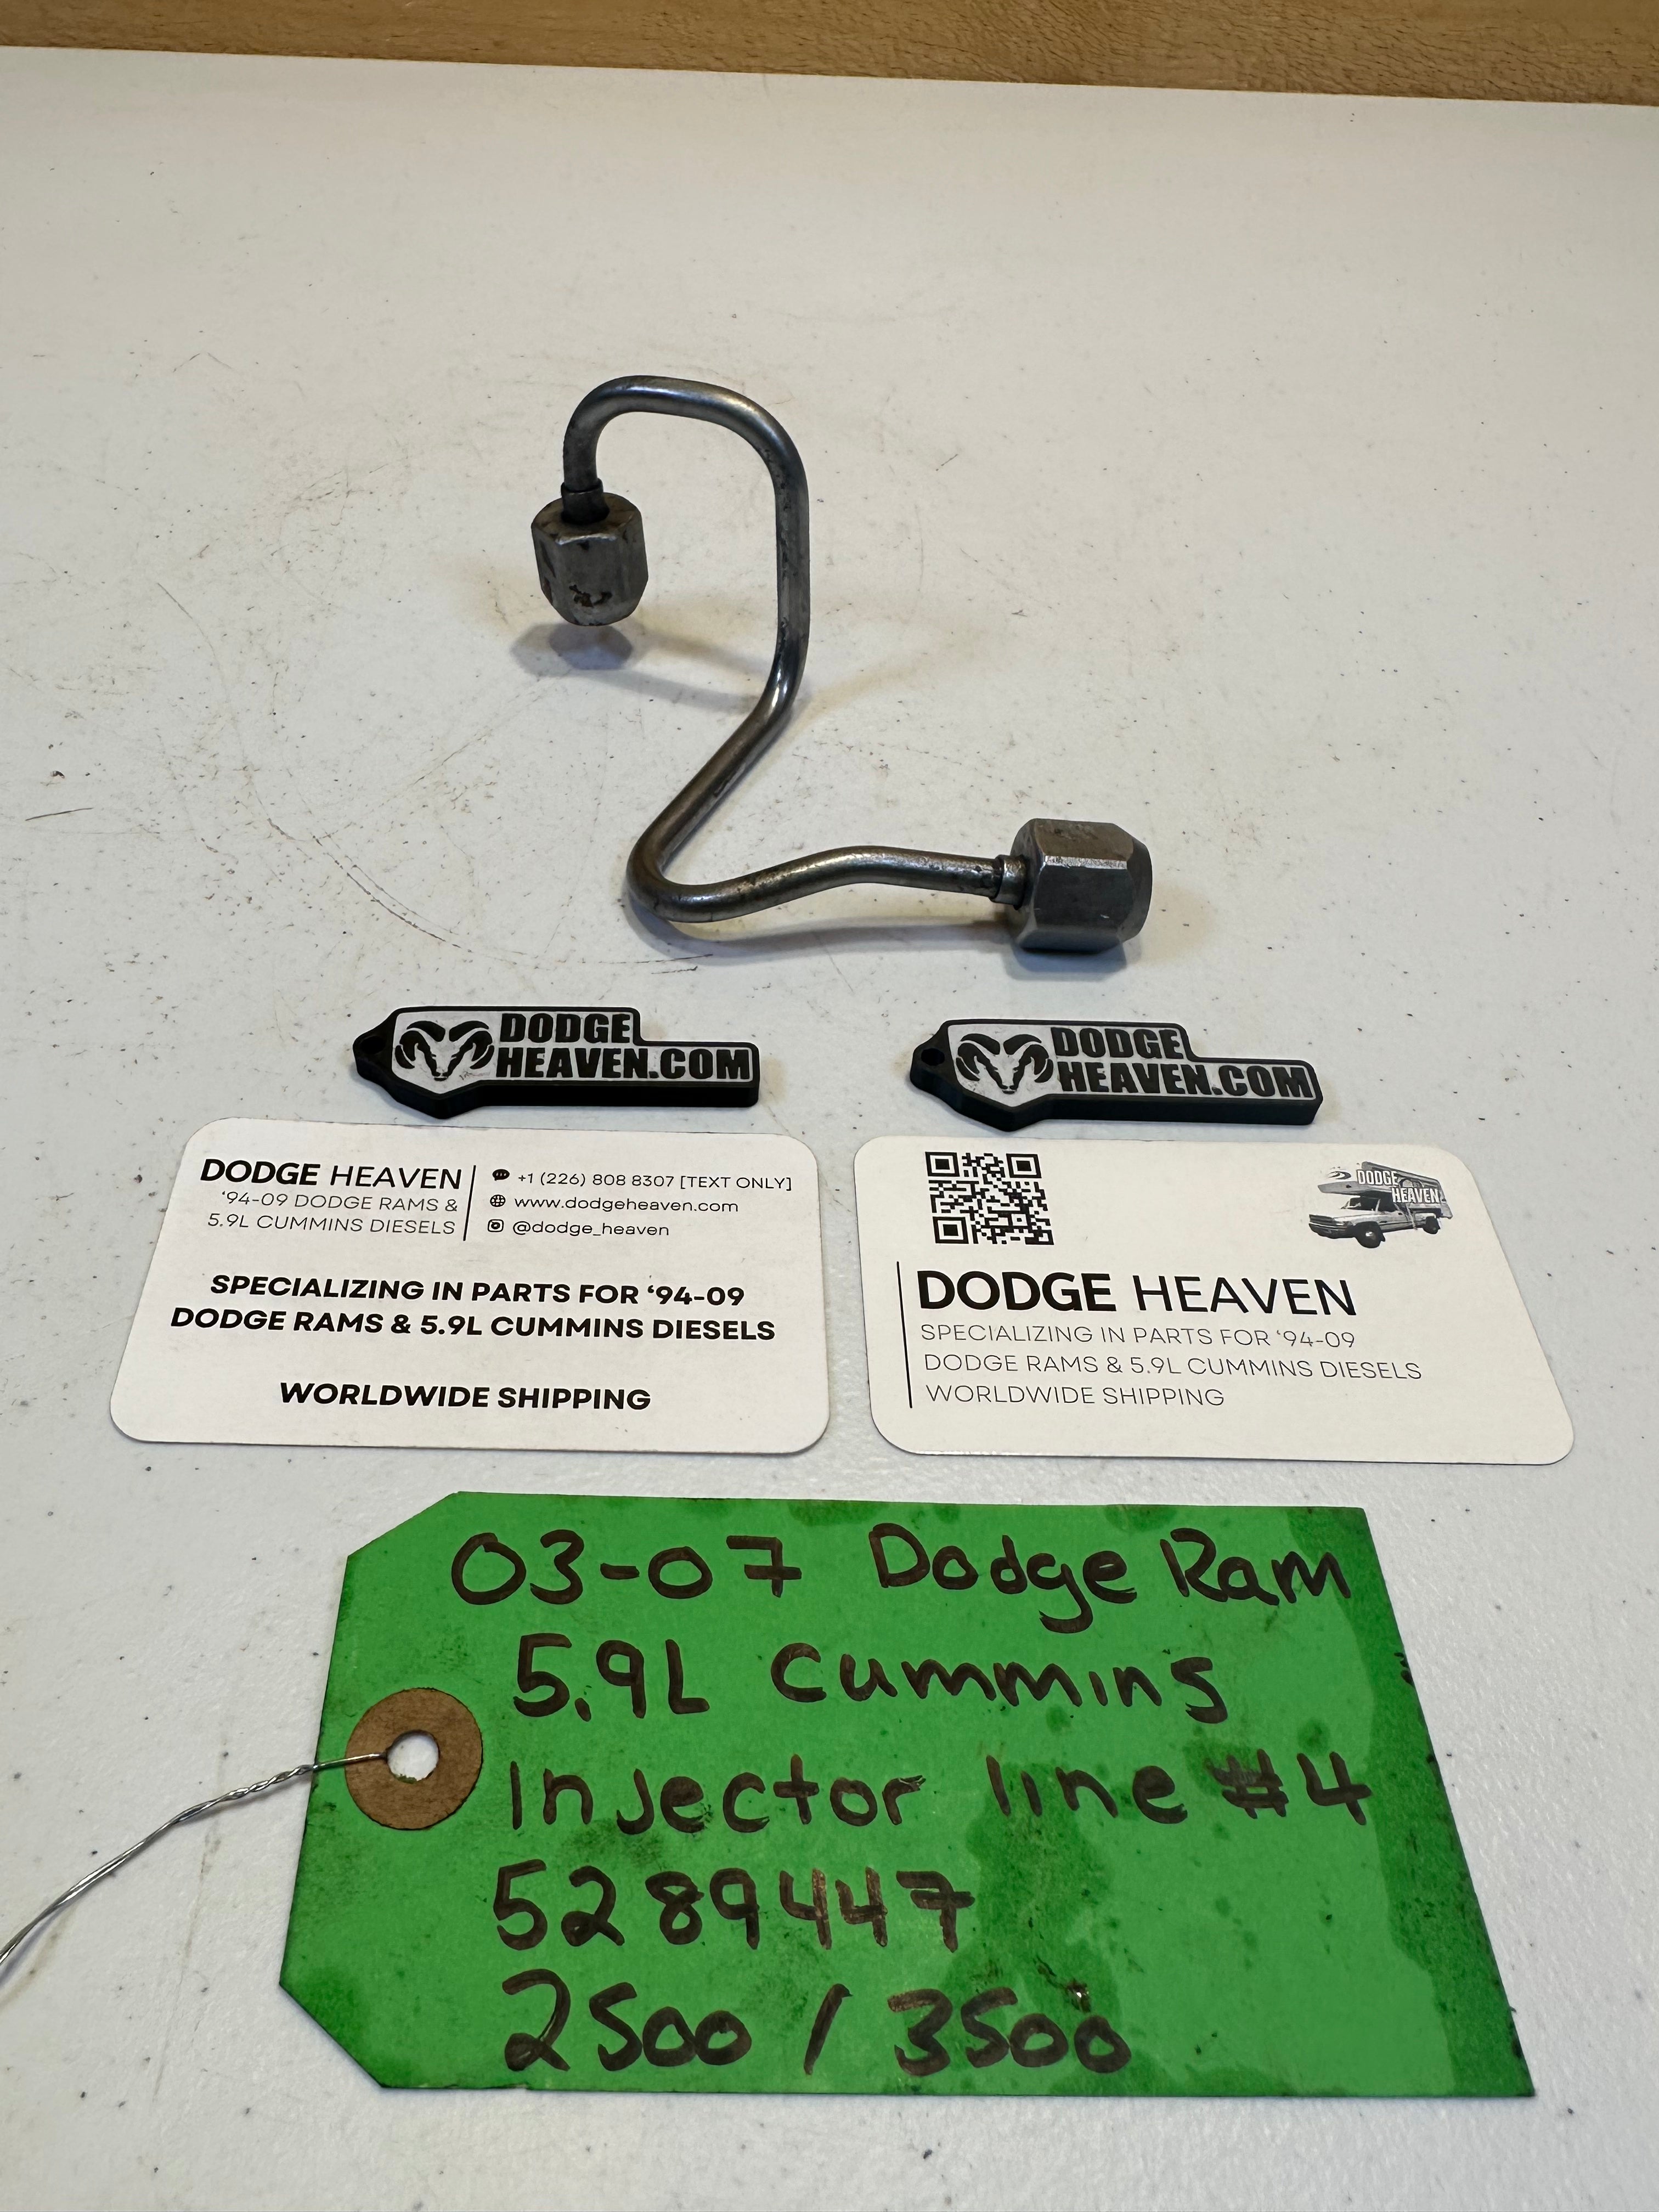 DODGE
HEAVEN.COM
DODGE
HEAVEN.COM
DODGE HEAVEN
‘94-09 DODGE RAMS &
5.9L CUMMINS DIESELS
+1 (226) 808 8307 [TEXT ONLY]
www.dodgeheaven.com
@dodge_heaven
SPECIALIZING IN PARTS FOR ‘94-09
DODGE RAMS & 5.9L CUMMINS DIESELS
WORLDWIDE SHIPPING
DODGE
HEAVEN
DODGE HEAVEN
SPECIALIZING IN PARTS FOR ‘94-09
DODGE RAMS & 5.9L CUMMINS DIESELS
WORLDWIDE SHIPPING
03-07 Dodge Ram
5.9L Cummins
Injector line #4
5289447
2500 / 3500